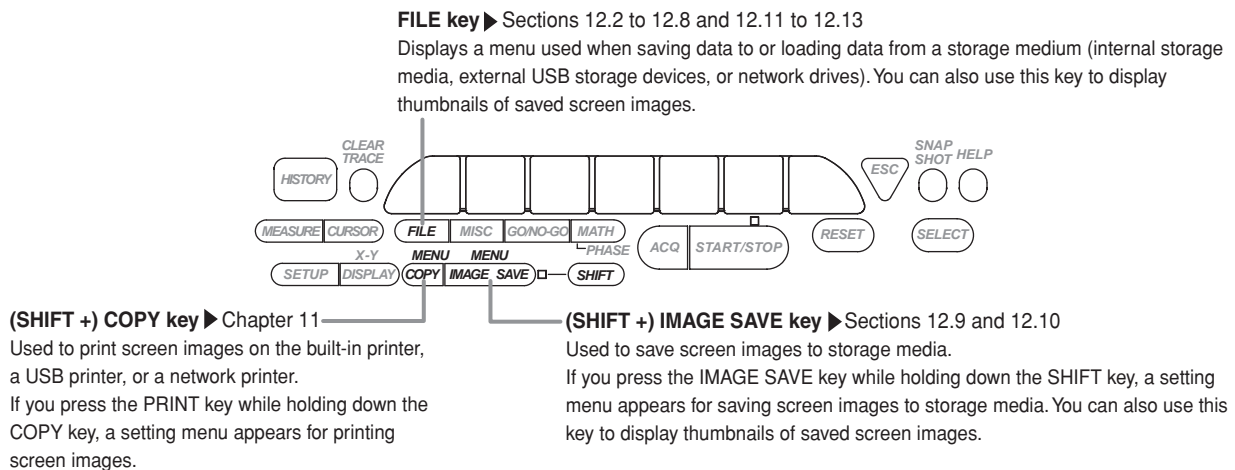 FILE key ▶ Sections 12.2 to 12.8 and 12.11 to 12.13
Displays a menu used when saving data to or loading data from a storage medium (internal storage
media, external USB storage devices, or network drives). You can also use this key to display
thumbnails of saved screen images.
CLEAR
TRACE
HISTORY
ESC
SNAP
SHOT
HELP
MEASURE CURSOR FILE MISC GO/NO-GO MATH
PHASE
ACQ START/STOP
RESET
SELECT
X-Y MENU MENU
SETUP DISPLAY COPY IMAGE SAVE SHIFT
(SHIFT +) COPY key ▶ Chapter 11
Used to print screen images on the built-in printer,
a USB printer, or a network printer.
If you press the PRINT key while holding down the
COPY key, a setting menu appears for printing
screen images.
(SHIFT +) IMAGE SAVE key ▶ Sections 12.9 and 12.10
Used to save screen images to storage media.
If you press the IMAGE SAVE key while holding down the SHIFT key, a setting
menu appears for saving screen images to storage media. You can also use this
key to display thumbnails of saved screen images.